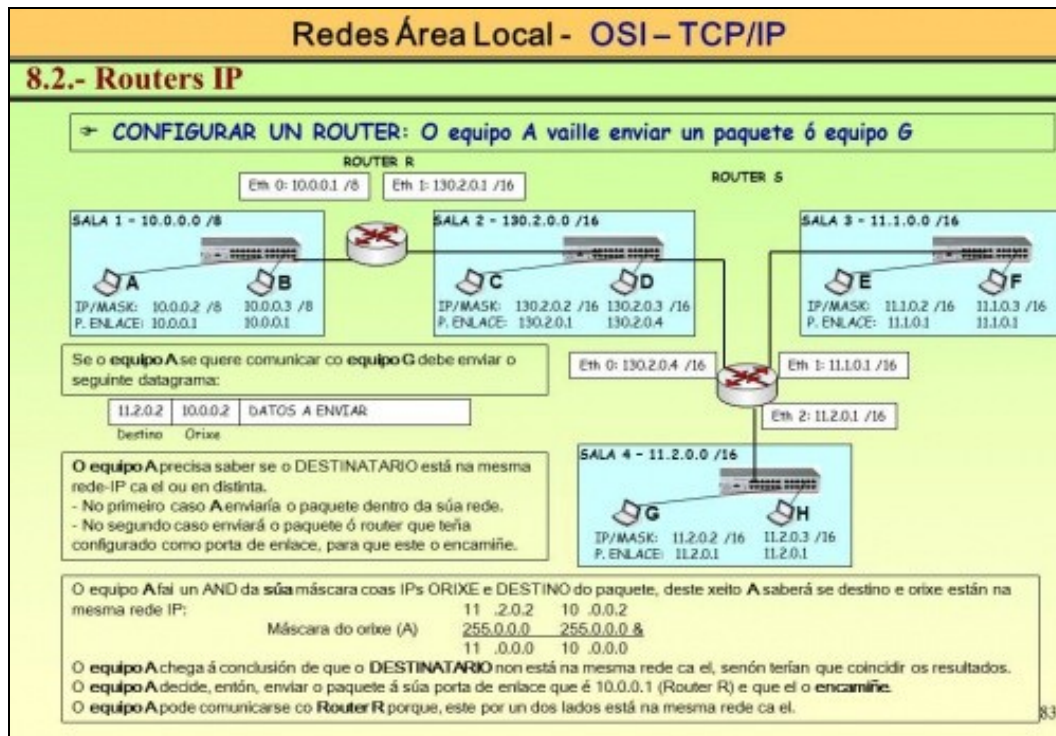 Redes Área Local - OSI – TCP/IP
8.2.- Routers IP
☞ CONFIGURAR UN ROUTER: O equipo A vaille enviar un paquete ó equipo G
ROUTER R
Eth 0: 10.0.0.1 /8
Eth 1: 130.2.0.1 /16
ROUTER S
SALA 1 - 10.0.0.0 /8
A
B
IP/MASK: 10.0.0.2 /8 10.0.0.3 /8
P. ENLACE: 10.0.0.1 10.0.0.1
SALA 2 - 130.2.0.0 /16
C
D
IP/MASK: 130.2.0.2 /16 130.2.0.3 /16
P. ENLACE: 130.2.0.1 130.2.0.4
SALA 3 - 11.1.0.0 /16
E
F
IP/MASK: 11.1.0.2 /16 11.1.0.3 /16
P. ENLACE: 11.1.0.1 11.1.0.1
Eth 0: 130.2.0.4 /16
Eth 1: 11.1.0.1 /16
Eth 2: 11.2.0.1 /16
Se o equipo A se quere comunicar co equipo G debe enviar o
seguinte datagrama:
11.2.0.2 10.0.0.2 DATOS A ENVIAR
Destino Orixe
SALA 4 - 11.2.0.0 /16
G
H
IP/MASK: 11.2.0.2 /16 11.2.0.3 /16
P. ENLACE: 11.2.0.1 11.2.0.1
O equipo A precisa saber se o DESTINATARIO está na mesma
rede-IP ca el ou en distinta.
- No primeiro caso A enviaría o paquete dentro da súa rede.
- No segundo caso enviará o paquete ó router que teña
configurado como porta de enlace, para que este o encamiñe.
O equipo A fai un AND da súa máscara coas IPs ORIXE e DESTINO do paquete, deste xeito A saberá se destino e orixe están na
mesma rede IP:
11 .2.0.2 10 .0.0.2
Máscara do orixe (A) 255.0.0.0 255.0.0.0 &
11 .0.0.0 10 .0.0.0
O equipo A chega á conclusión de que o DESTINATARIO non está na mesma rede ca el, senón terían que coincidir os resultados.
O equipo A decide, entón, enviar o paquete á súa porta de enlace que é 10.0.0.1 (Router R) e que el o encamiñe.
O equipo A pode comunicarse co Router R porque, este por un dos lados está na mesma rede ca el.
83